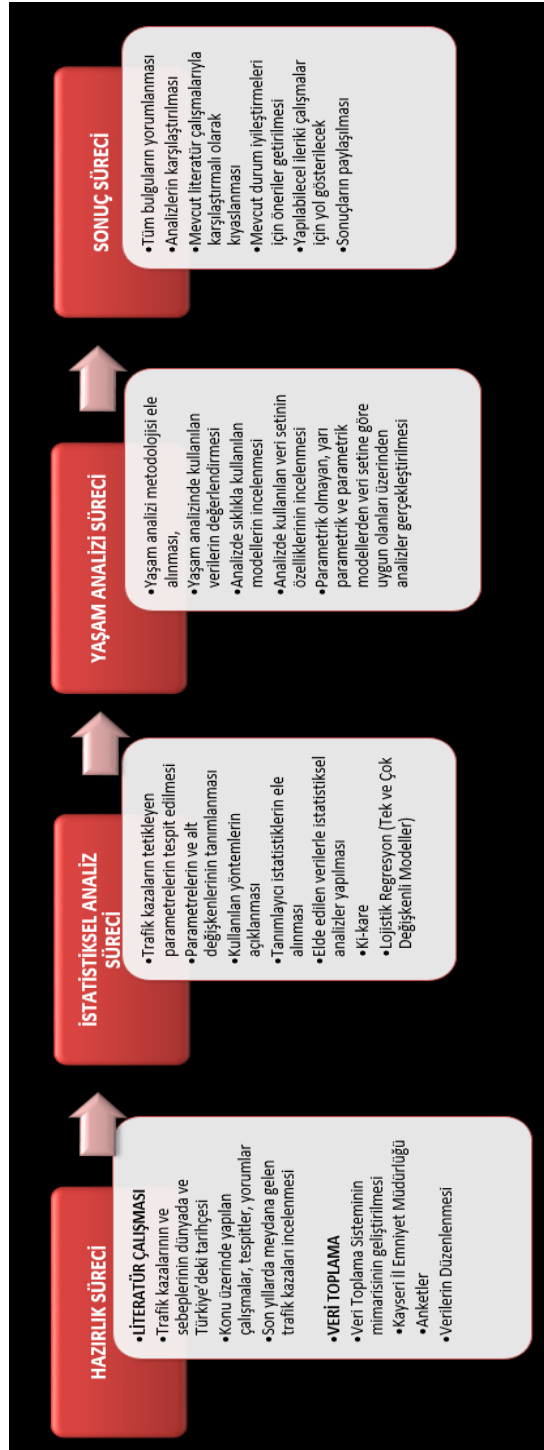 HAZIRLIK SÜRECİ
•LİTERATÜR ÇALIŞMASI
•Trafik kazalarının ve
sebeplerinin dünyada ve
Türkiye'deki tarihçesi
•Konu üzerinde yapılan
çalışmalar, tespitler, yorumlar
•Son yıllarda meydana gelen
trafik kazaları incelenmesi
•VERİ TOPLAMA
•Veri Toplama Sisteminin
mimarisinin geliştirilmesi
•Kayseri İl Emniyet Müdürlüğü
•Anketler
•Verilerin Düzenlenmesi
İSTATİSTİKSEL ANALİZ
SÜRECİ
•Trafik kazaların tetikleyen
parametrelerin tespit edilmesi
•Parametrelerin ve alt
değişkenlerinin tanımlanması
•Kullanılan yöntemlerin
açıklanması
•Tanımlayıcı istatistiklerin ele
alınması
•Elde edilen verilerle istatistiksel
analizler yapılması
•Ki-kare
•Lojistik Regresyon (Tek ve Çok
Değişkenli Modeller)
YAŞAM ANALİZİ SÜRECİ
•Yaşam analizi metodolojisi ele
alınması,
•Yaşam analizinde kullanılan
verilerin değerlendirmesi
•Analizde sıklıkla kullanılan
modellerin incelenmesi
•Analizde kullanılan veri setinin
özelliklerinin incelenmesi
•Parametrik olmayan, yarı
parametrik ve parametrik
modellerden veri setine göre
uygun olanları üzerinden
analizler gerçekleştirilmesi
SONUÇ SÜRECİ
•Tüm bulguların yorumlanması
•Analizlerin karşılaştırılması
•Mevcut literatür çalışmalarıyla
karşılaştırmalı olarak
kıyaslanması
•Mevcut durum iyileştirmeleri
için öneriler getirilmesi
•Yapılabilecel ileriki çalışmalar
için yol gösterilecek
•Sonuçların paylaşılması